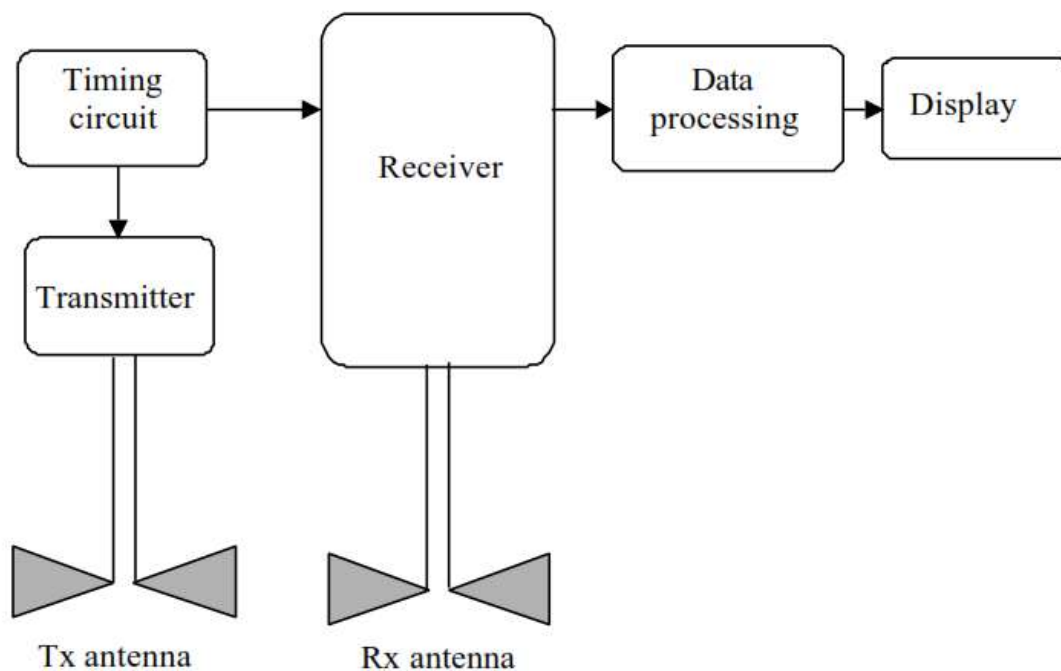 Timing
circuit
Receiver
Data
processing
Display
Transmitter
Tx antenna
Rx antenna